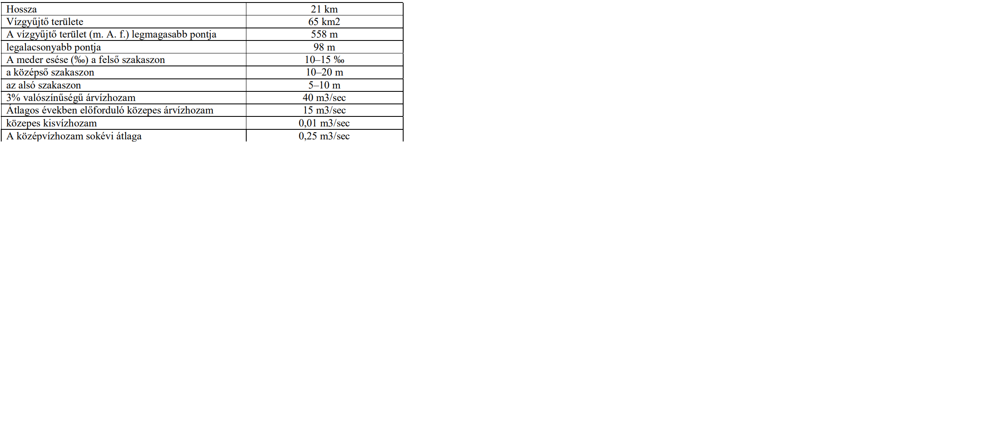 Hossza 21 km
Vízgyűjtő területe 65 km2
A vízgyűjtő terület (m. A. f.) legmagasabb pontja 558 m
legalacsonyabb pontja 98 m
A meder esése (‰) a felső szakaszon 10–15 ‰
a középső szakaszon 10–20 m
az alsó szakaszon 5–10 m
3% valószínűségű árvízhozam 40 m3/sec
Átlagos években előforduló közepes árvízhozam 15 m3/sec
közepes kisvízhozam 0,01 m3/sec
A középvízhozam sokévi átlaga 0,25 m3/sec